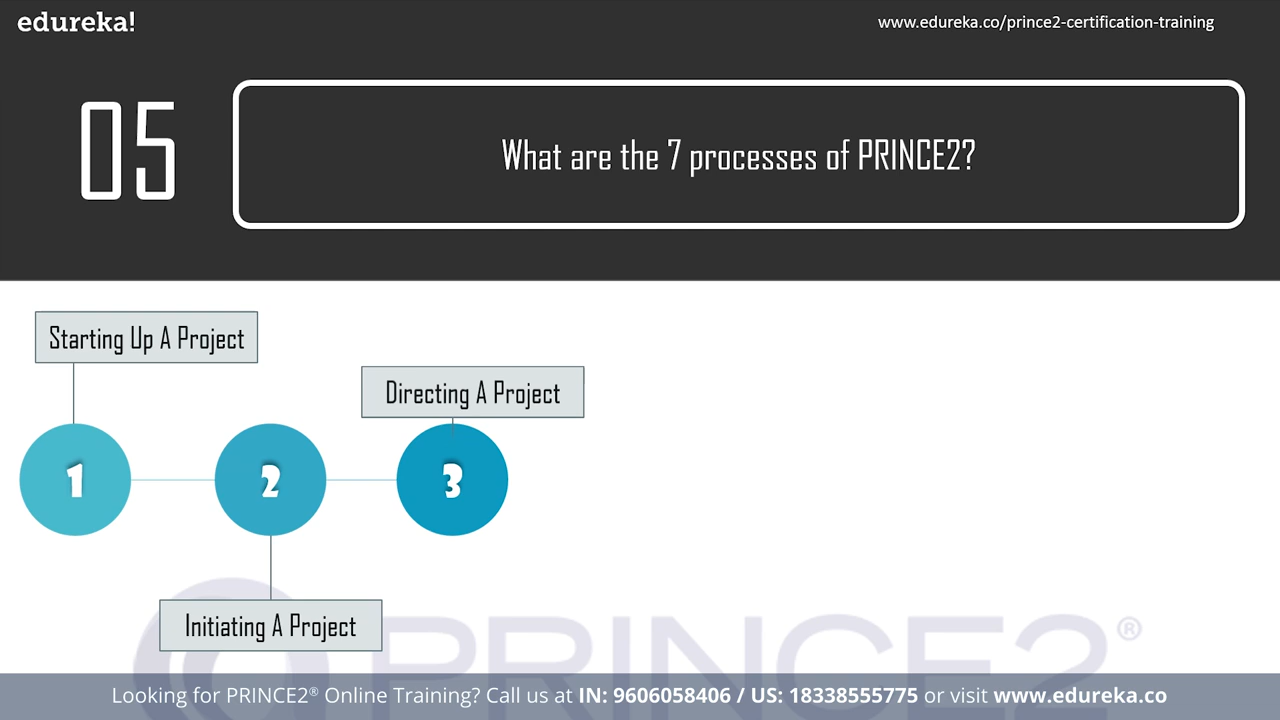 edureka!
www.edureka.co/prince2-certification-training
05
What are the 7 processes of PRINCE2?
Starting Up A Project
Directing A Project
1
2
3
Initiating A Project
PRINCE2®
Looking for PRINCE2® Online Training? Call us at IN: 9606058406 / US: 18338555775 or visit www.edureka.co